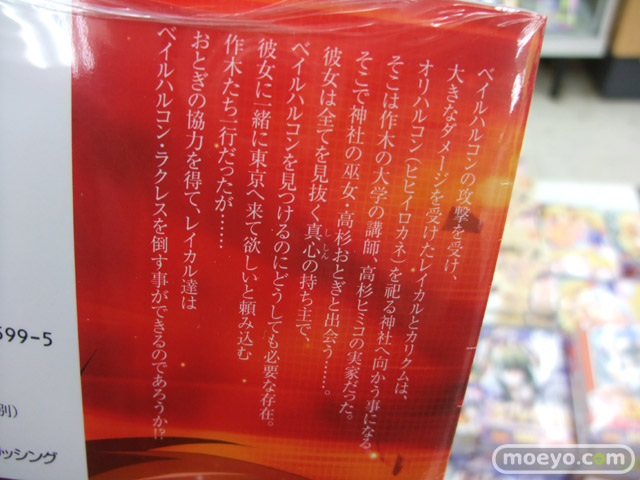 ベイルハルコンの攻撃を受け、
大きなダメージを受けたレイカルとカリクムは、
オリハルコン(ヒヒイロカネ)を祀る神社へ向かう事になる
そこは作木の大学の講師、高杉ヒミコの実家だった。
そこで神社の巫女・高杉おとぎと出会う……。
彼女は全てを見抜く真心の持ち主で、
ししん
ベイルハルコンを見つけるのにどうしても必要な存在。
彼女に一緒に東京へ来て欲しいと頼み込む
作木たち一行だったが……
おとぎの協力を得て、レイカル達は
ベイルハルコン・ラクレスを倒す事ができるのであろうか!?
599-5
別)
ッシング
moeyo.com